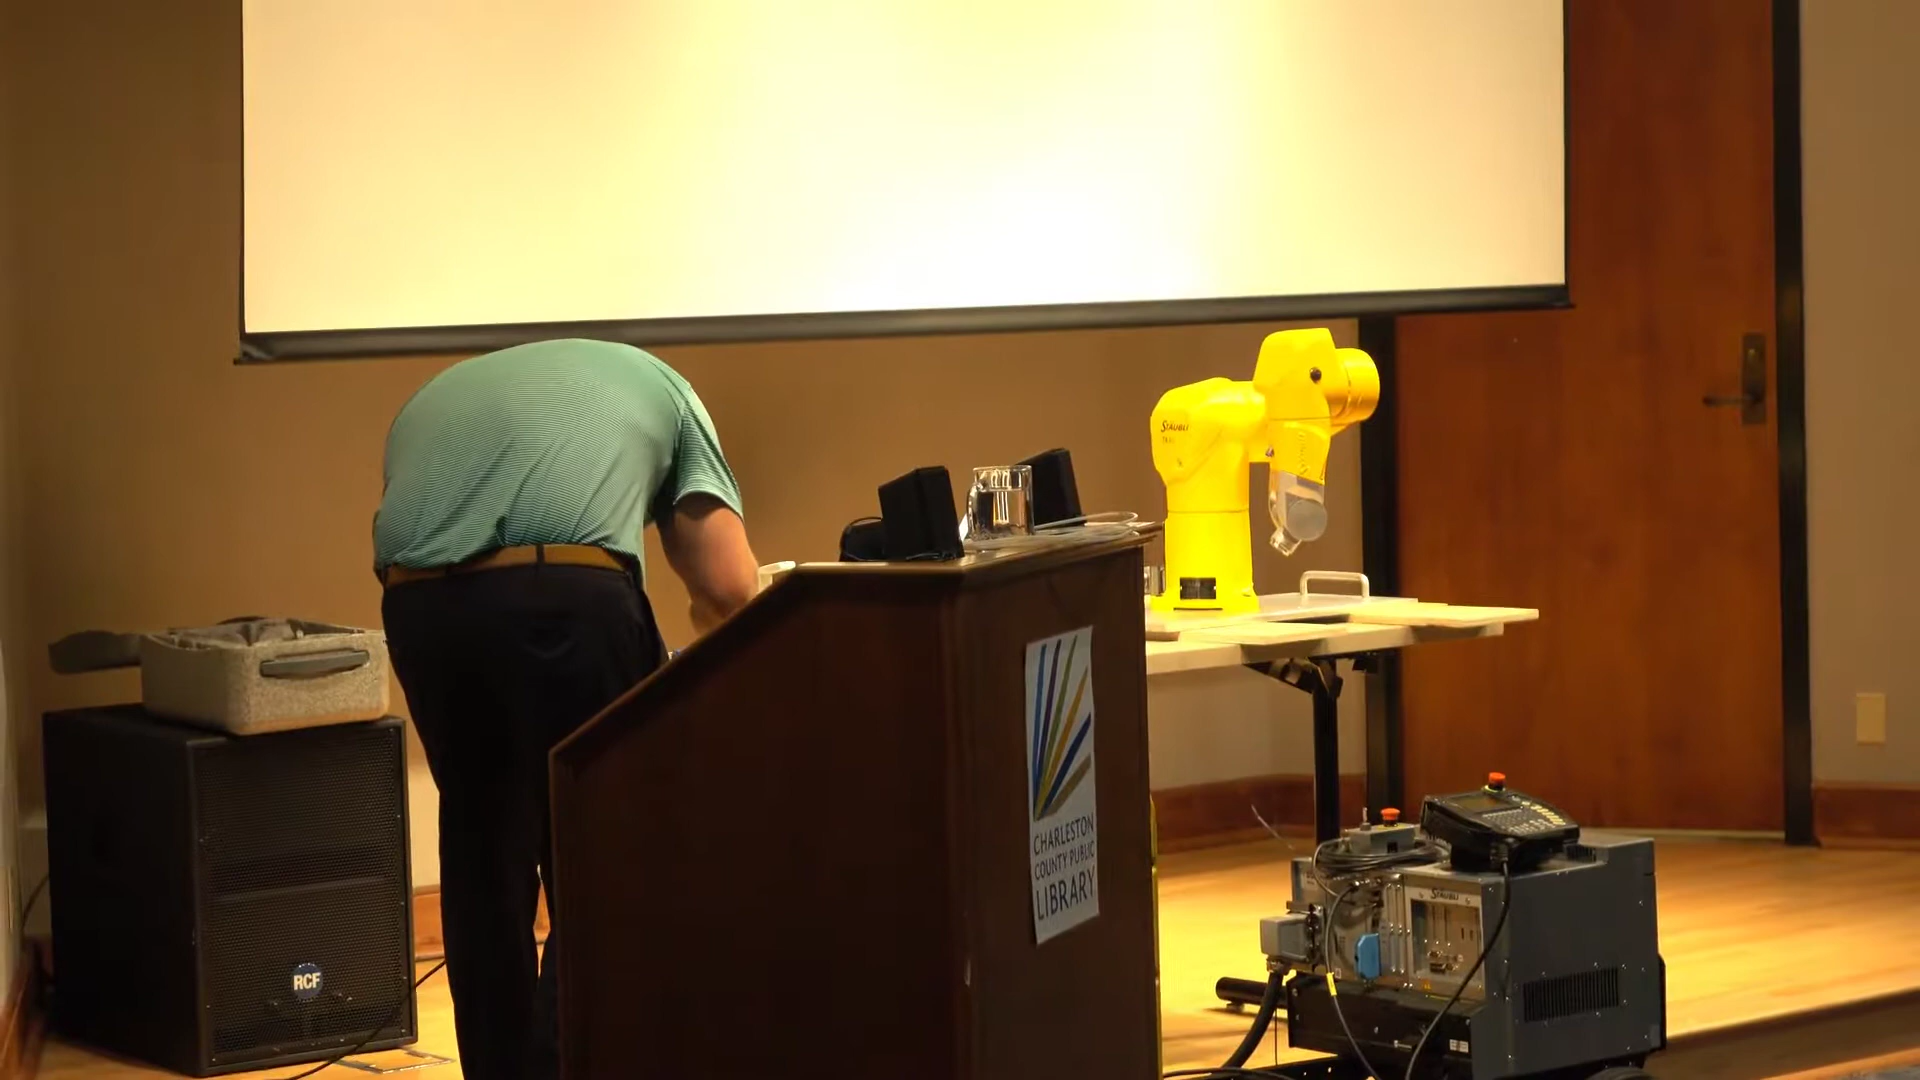 STÄUBLI
CHARLESTON
COUNTY PUBLIC
LIBRARY
STÄUBLI
RCF